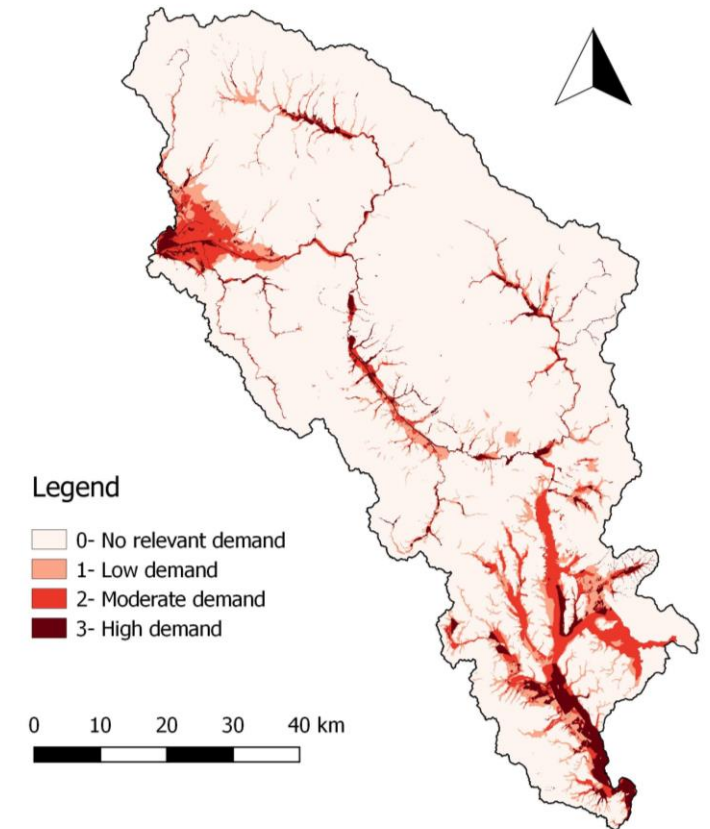 Legend
0- No relevant demand
1- Low demand
2- Moderate demand
3- High demand
0 10 20 30 40 km